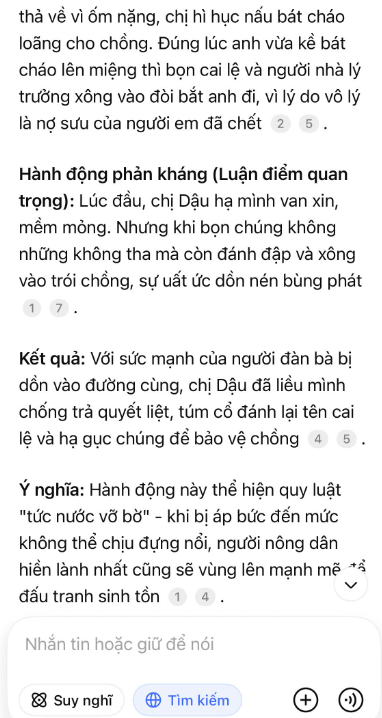 thả về vì ốm nặng, chị hì hục nấu bát cháo
loãng cho chồng. Đúng lúc anh vừa kề bát
cháo lên miệng thì bọn cai lệ và người nhà lý
trưởng xông vào đòi bắt anh đi, vì lý do vô lý
là nợ sưu của người em đã chết 2 5 .
Hành động phản kháng (Luận điểm quan
trọng): Lúc đầu, chị Dậu hạ mình van xin,
mềm mỏng. Nhưng khi bọn chúng không
những không tha mà còn đánh đập và xông
vào trói chồng, sự uất ức dồn nén bùng phát
1 7 .
Kết quả: Với sức mạnh của người đàn bà bị
dồn vào đường cùng, chị Dậu đã liều mình
chống trả quyết liệt, túm cổ đánh lại tên cai
lệ và hạ gục chúng để bảo vệ chồng 4 5 .
Ý nghĩa: Hành động này thể hiện quy luật
"tức nước vỡ bờ" - khi bị áp bức đến mức
không thể chịu đựng nổi, người nông dân
hiền lành nhất cũng sẽ vùng lên mạnh mẽ để
đấu tranh sinh tồn 1 4 .
Nhắn tin hoặc giữ để nói
Suy nghĩ Tìm kiếm